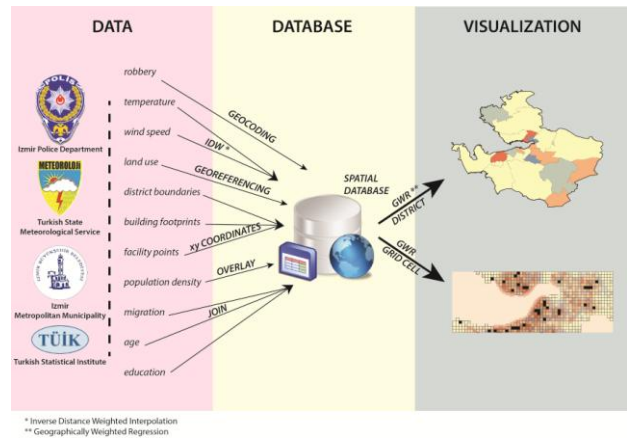 DATA
DATABASE
VISUALIZATION
POLİS
Izmir Police Department
METEOROLOJİ
Turkish State
Meteorological Service
Izmir
Metropolitan Municipality
TÜİK
Turkish Statistical Institute
robbery
temperature
wind speed
land use
district boundaries
building footprints
facility points
population density
migration
age
education
GEOCODING
IDW *
GEOREFERENCING
xy COORDINATES
OVERLAY
JOIN
SPATIAL
DATABASE
GWR **
DISTRICT
GWR
GRID CELL
* Inverse Distance Weighted Interpolation
** Geographically Weighted Regression